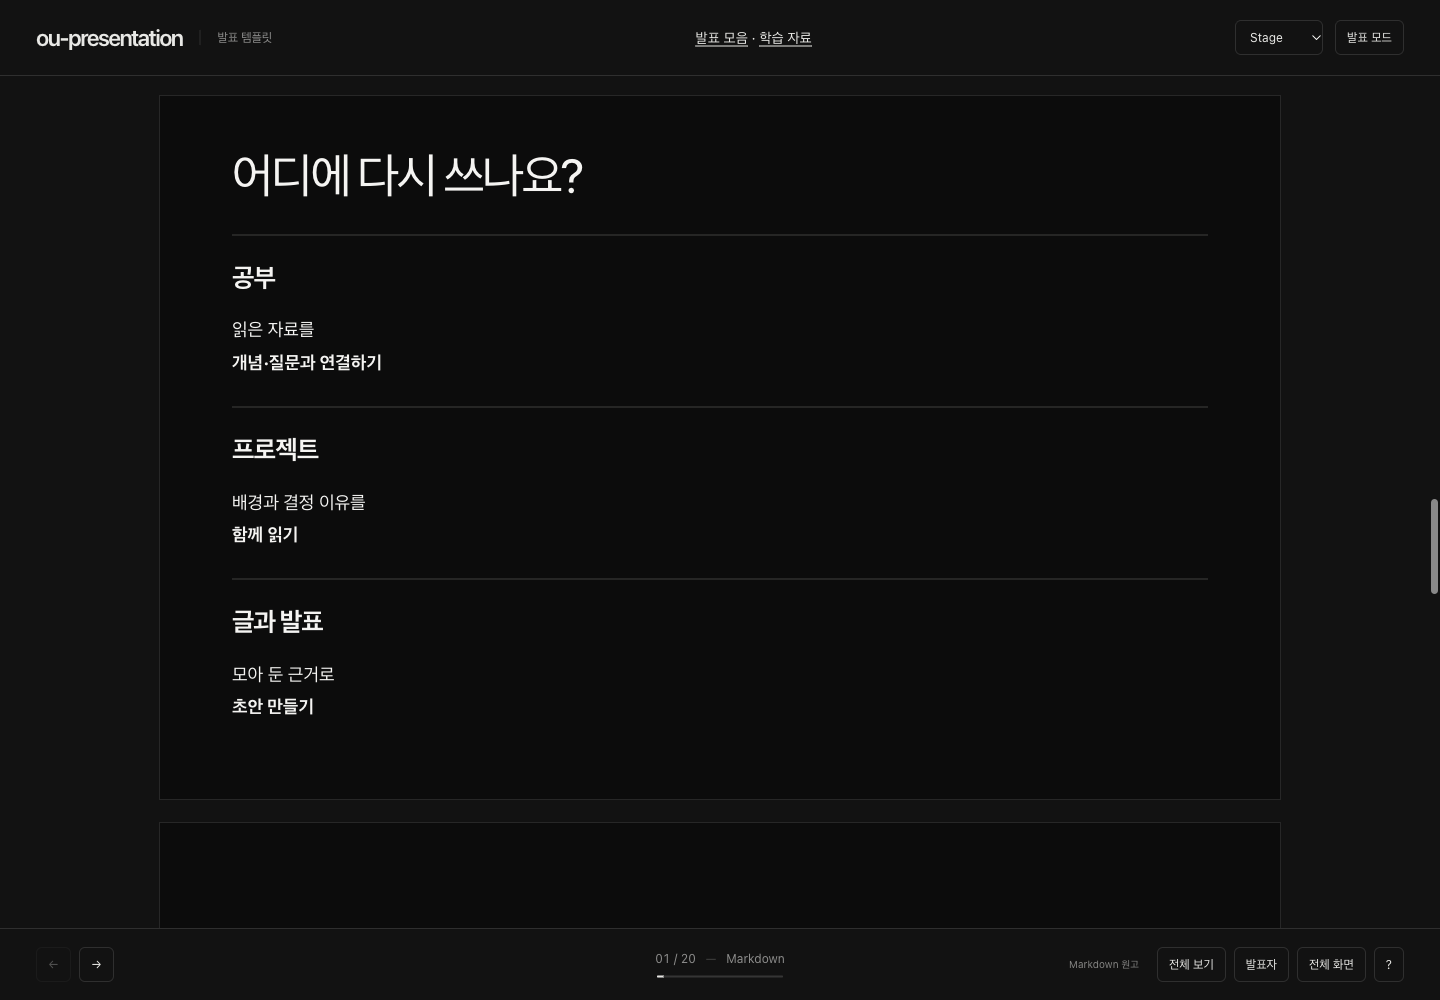 ou-presentation
발표 템플릿
발표 모음 · 학습 자료
Stage
발표 모드
어디에 다시 쓰나요?
공부
읽은 자료를
개념·질문과 연결하기
프로젝트
배경과 결정 이유를
함께 읽기
글과 발표
모아 둔 근거로
초안 만들기
← →
01 / 20 — Markdown
Markdown 원고
전체 보기
발표자
전체 화면
?